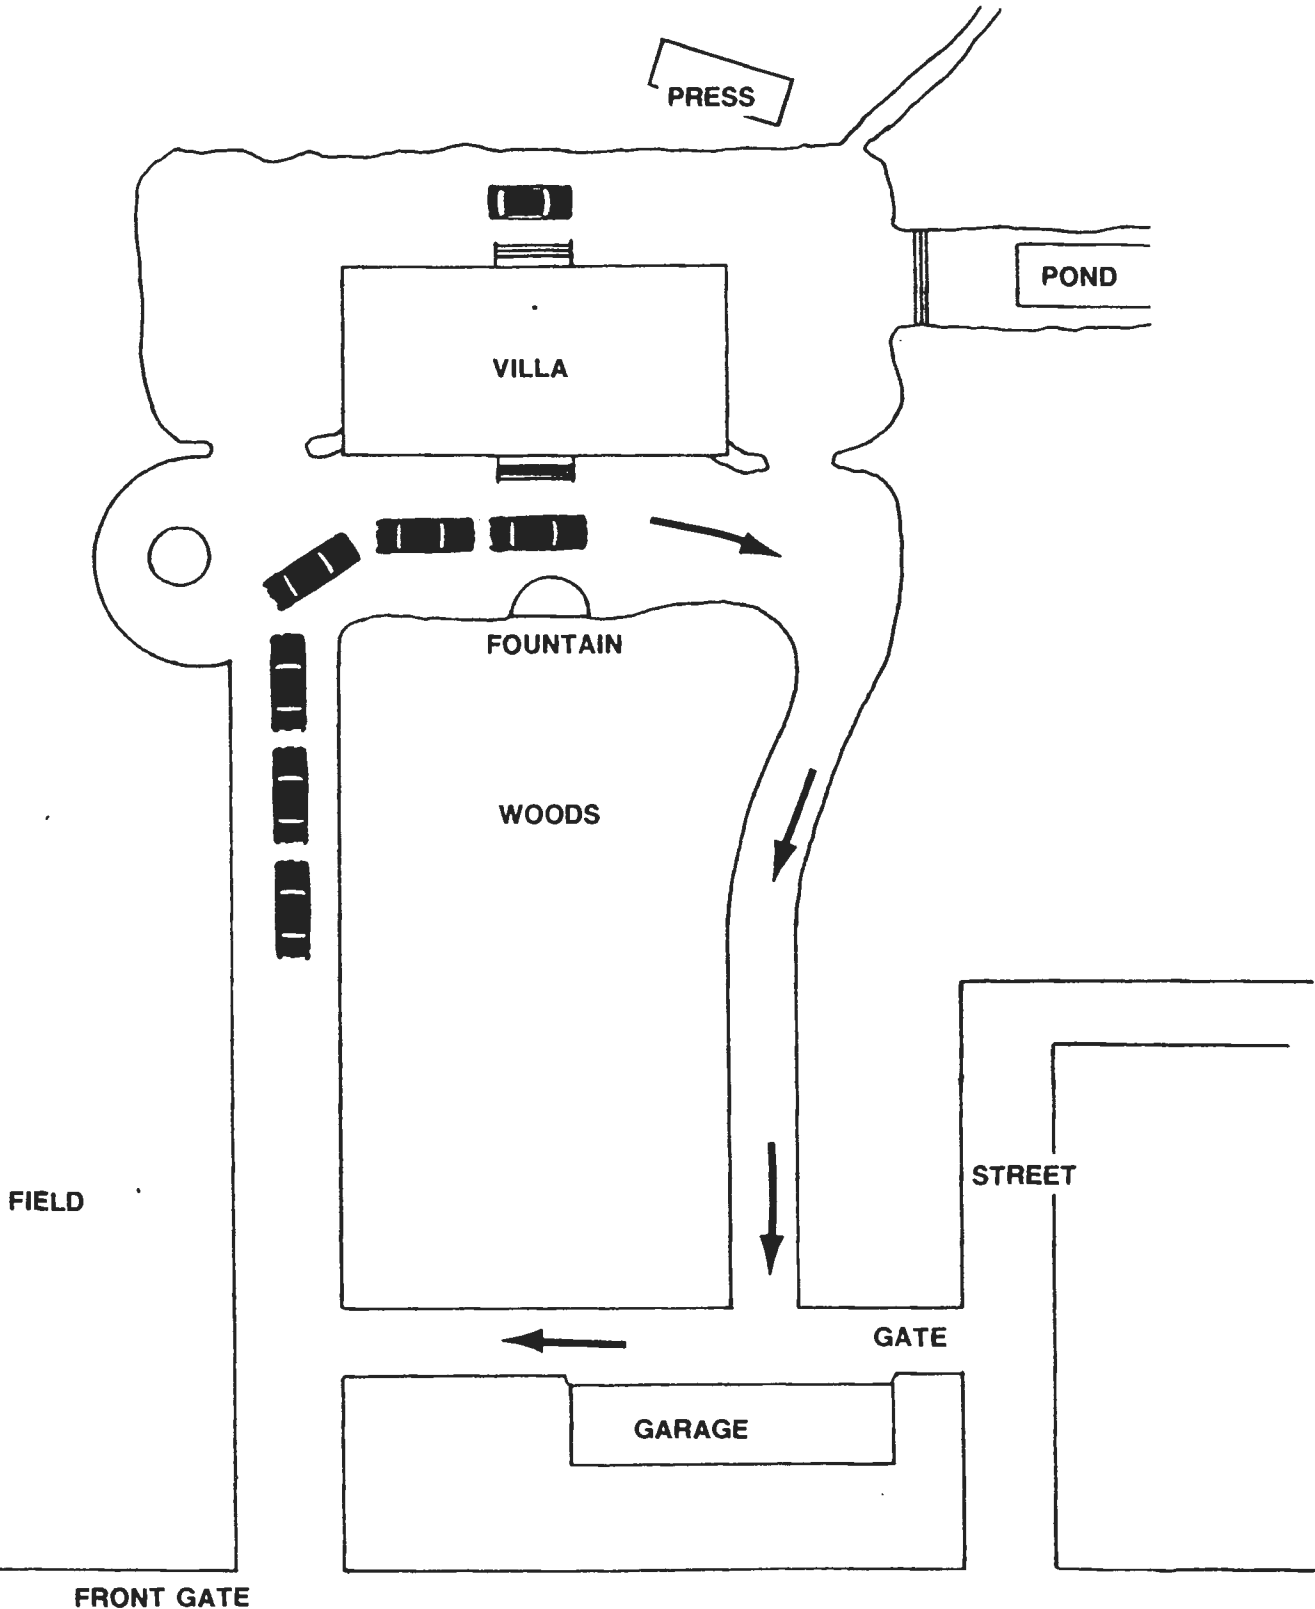 PRESS
POND
VILLA
FOUNTAIN
WOODS
STREET
FIELD
GATE
GARAGE
FRONT GATE